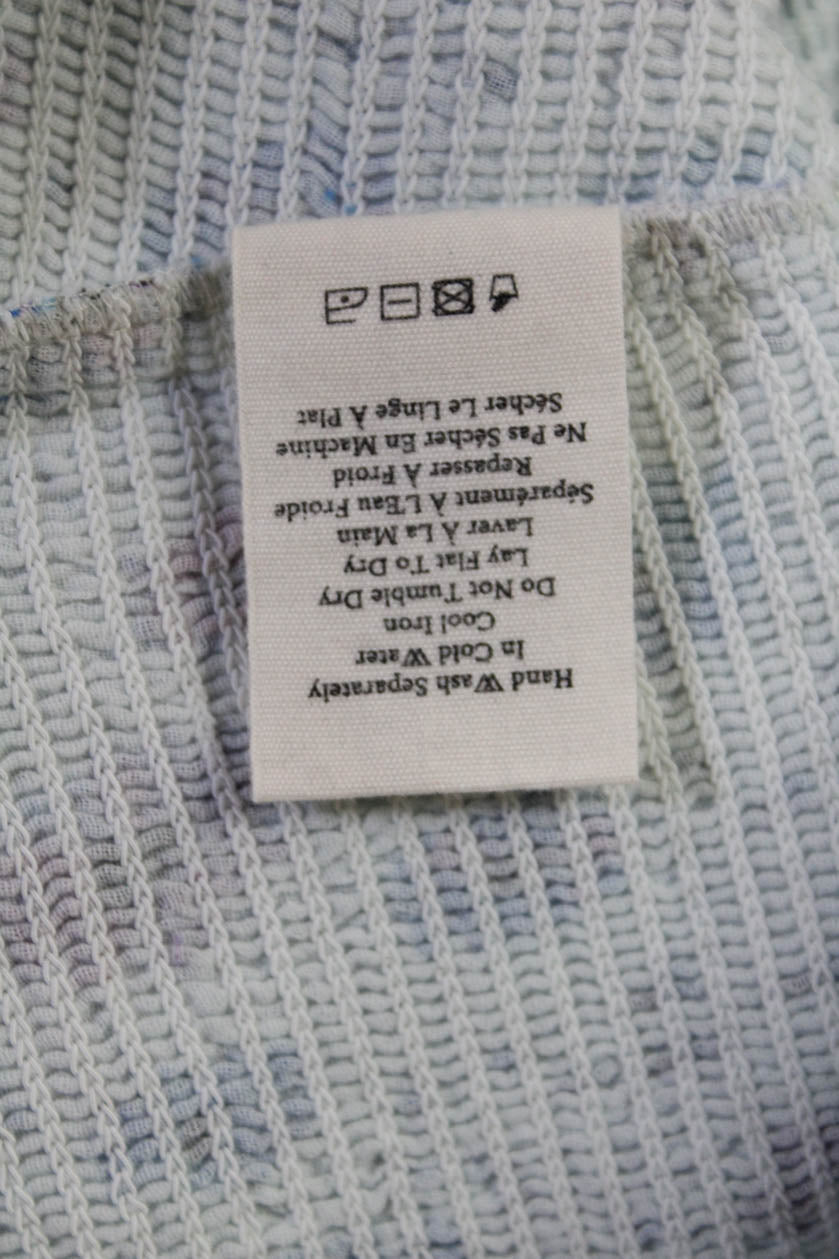 Hand Wash Separately
In Cold Water
Cool Iron
Do Not Tumble Dry
Lay Flat To Dry
Laver À La Main
Séparément À L'Eau Froide
Repasser À Froid
Ne Pas Sécher En Machine
Sécher Le Linge À Plat